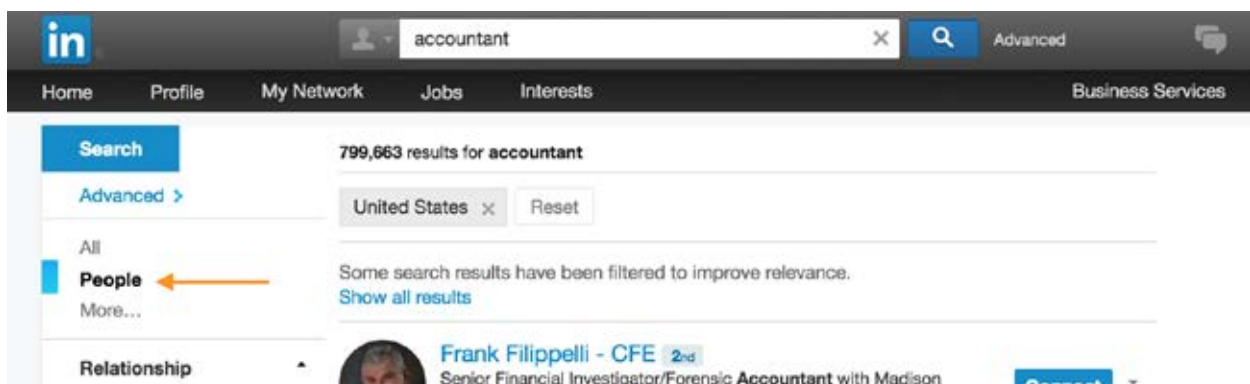 in
accountant
Advanced
Home Profile My Network Jobs Interests Business Services
Search
Advanced >
All
People
More...
Relationship
799,663 results for accountant
United States × Reset
Some search results have been filtered to improve relevance.
Show all results
Frank Filippelli - CFE 2nd
Senior Financial Investigator/Forensic Accountant with Madison
Connect